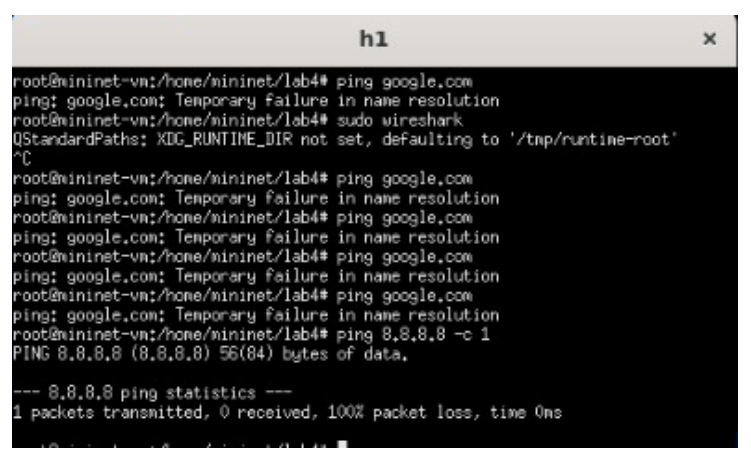 h1 ×
root@mininet-vm:/home/mininet/lab4# ping google.com
ping: google.com: Temporary failure in name resolution
root@mininet-vm:/home/mininet/lab4# sudo wireshark
QStandardPaths: XDG_RUNTIME_DIR not set, defaulting to '/tmp/runtime-root'
^C
root@mininet-vm:/home/mininet/lab4# ping google.com
ping: google.com: Temporary failure in name resolution
root@mininet-vm:/home/mininet/lab4# ping google.com
ping: google.com: Temporary failure in name resolution
root@mininet-vm:/home/mininet/lab4# ping google.com
ping: google.com: Temporary failure in name resolution
root@mininet-vm:/home/mininet/lab4# ping google.com
ping: google.com: Temporary failure in name resolution
root@mininet-vm:/home/mininet/lab4# ping 8.8.8.8 -c 1
PING 8.8.8.8 (8.8.8.8) 56(84) bytes of data.
--- 8.8.8.8 ping statistics ---
1 packets transmitted, 0 received, 100% packet loss, time 0ms